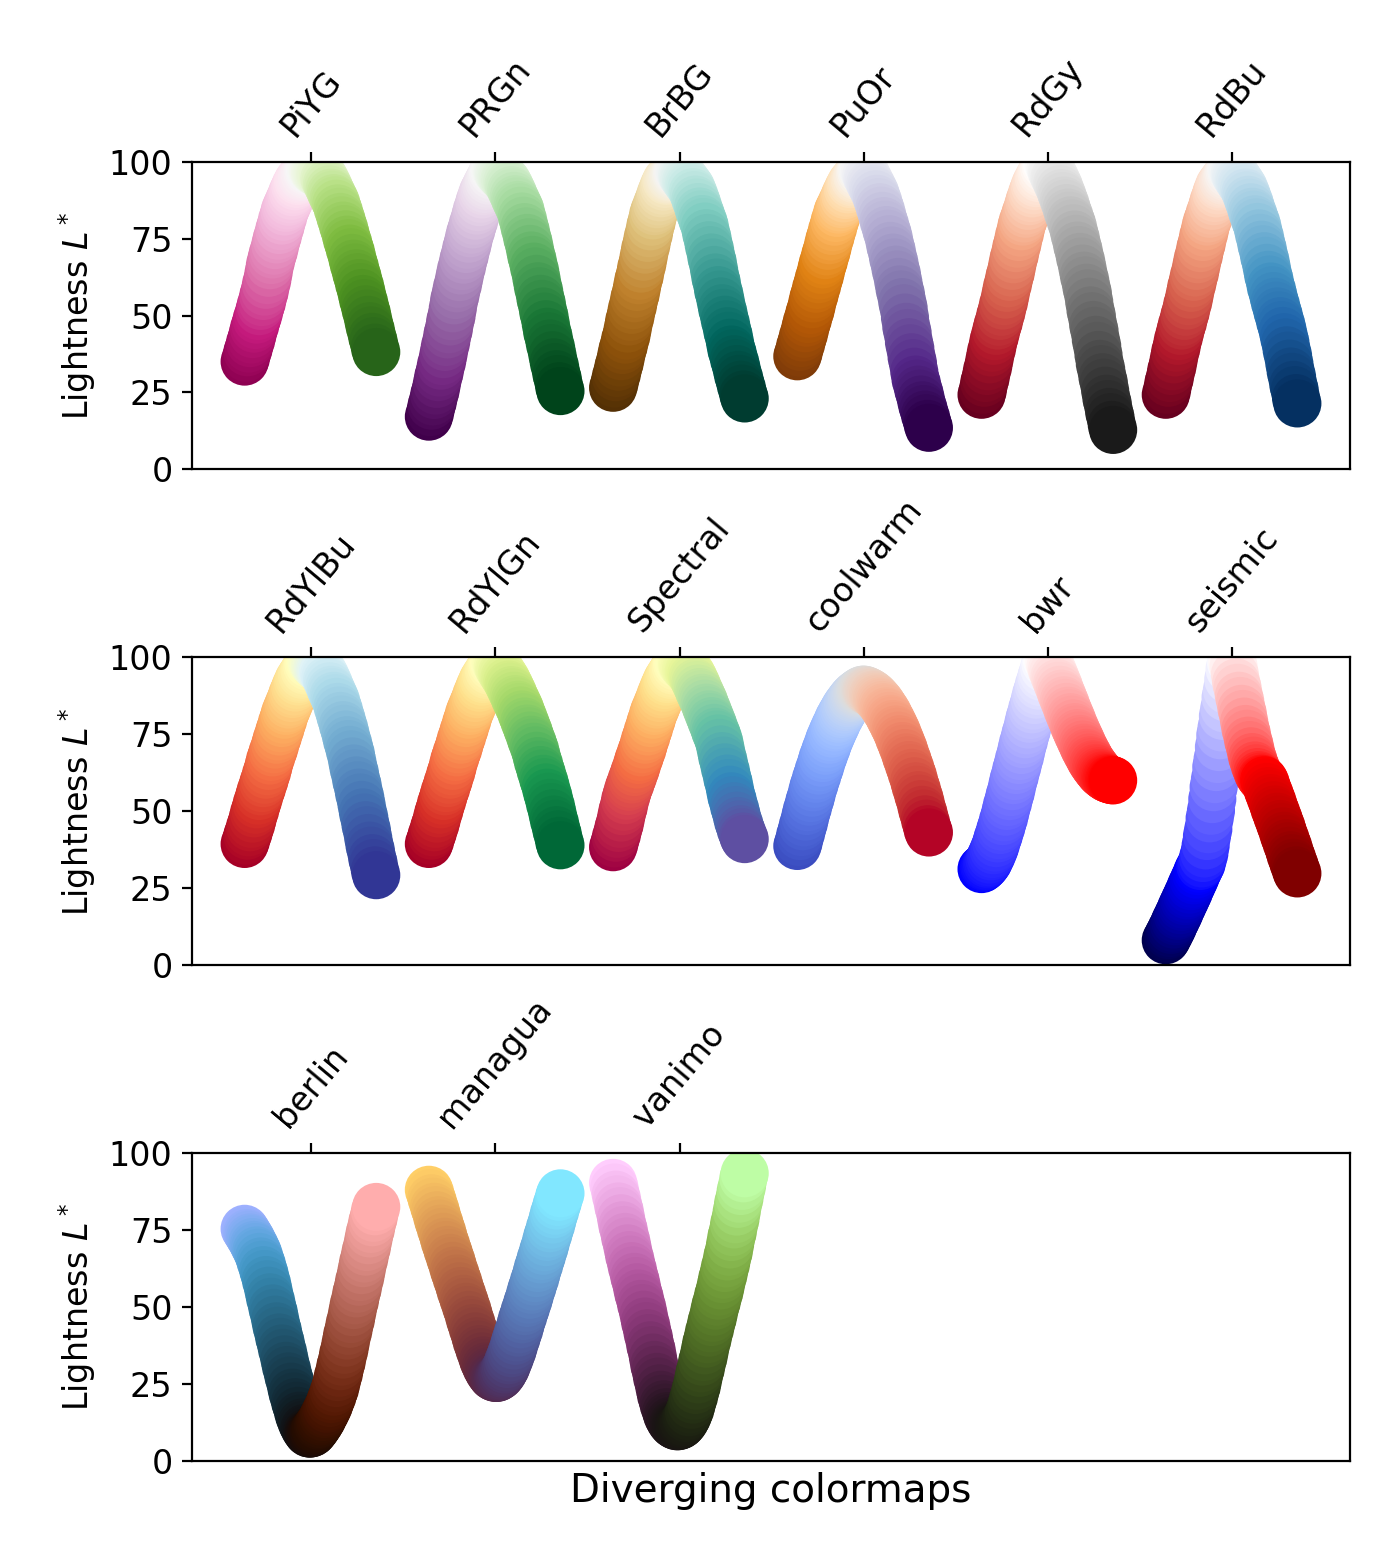 PiYG PRGn BrBG PuOr RdGy RdBu
100
75
50
25
0
Lightness L*
RdYlBu RdYlGn Spectral coolwarm bwr seismic
100
75
50
25
0
Lightness L*
berlin managua vanimo
100
75
50
25
0
Lightness L*
Diverging colormaps